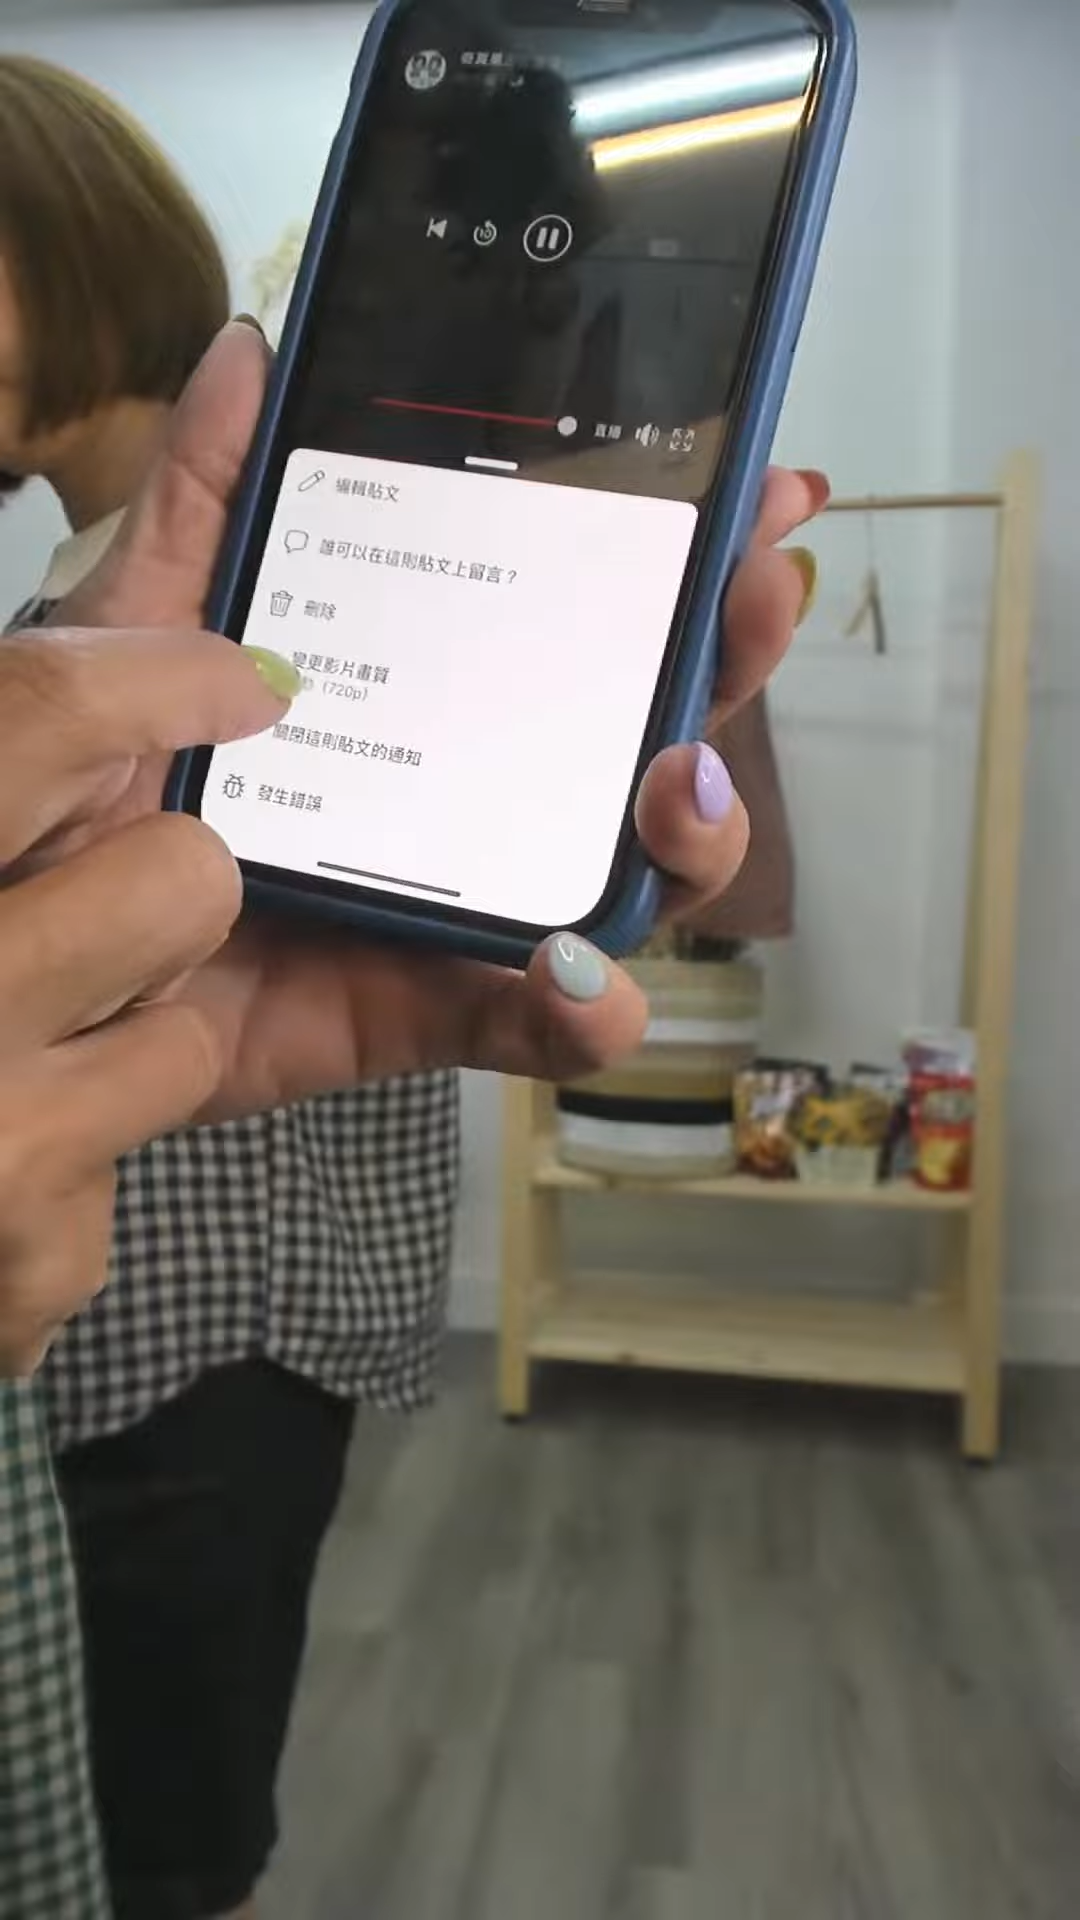 10
直播
編輯貼文
誰可以在這則貼文上留言？
刪除
變更影片畫質
(720p)
關閉這則貼文的通知
發生錯誤